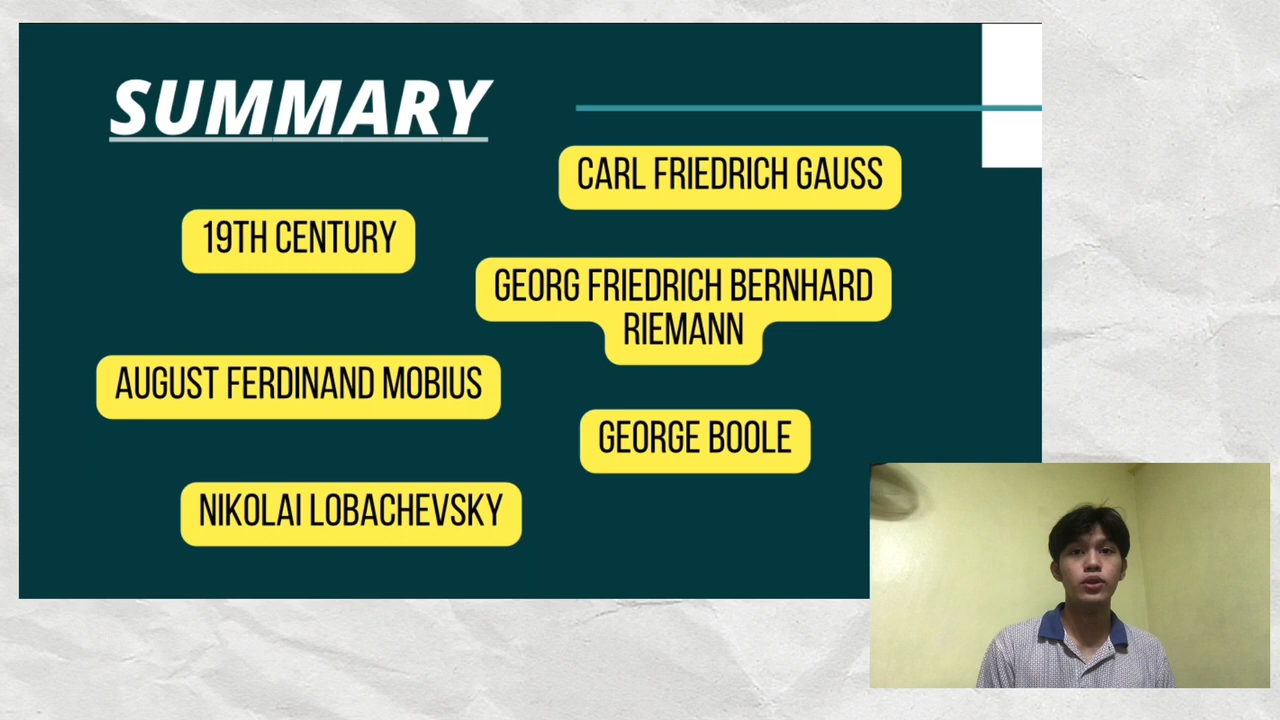 SUMMARY
CARL FRIEDRICH GAUSS
19TH CENTURY
GEORG FRIEDRICH BERNHARD
RIEMANN
AUGUST FERDINAND MOBIUS
GEORGE BOOLE
NIKOLAI LOBACHEVSKY